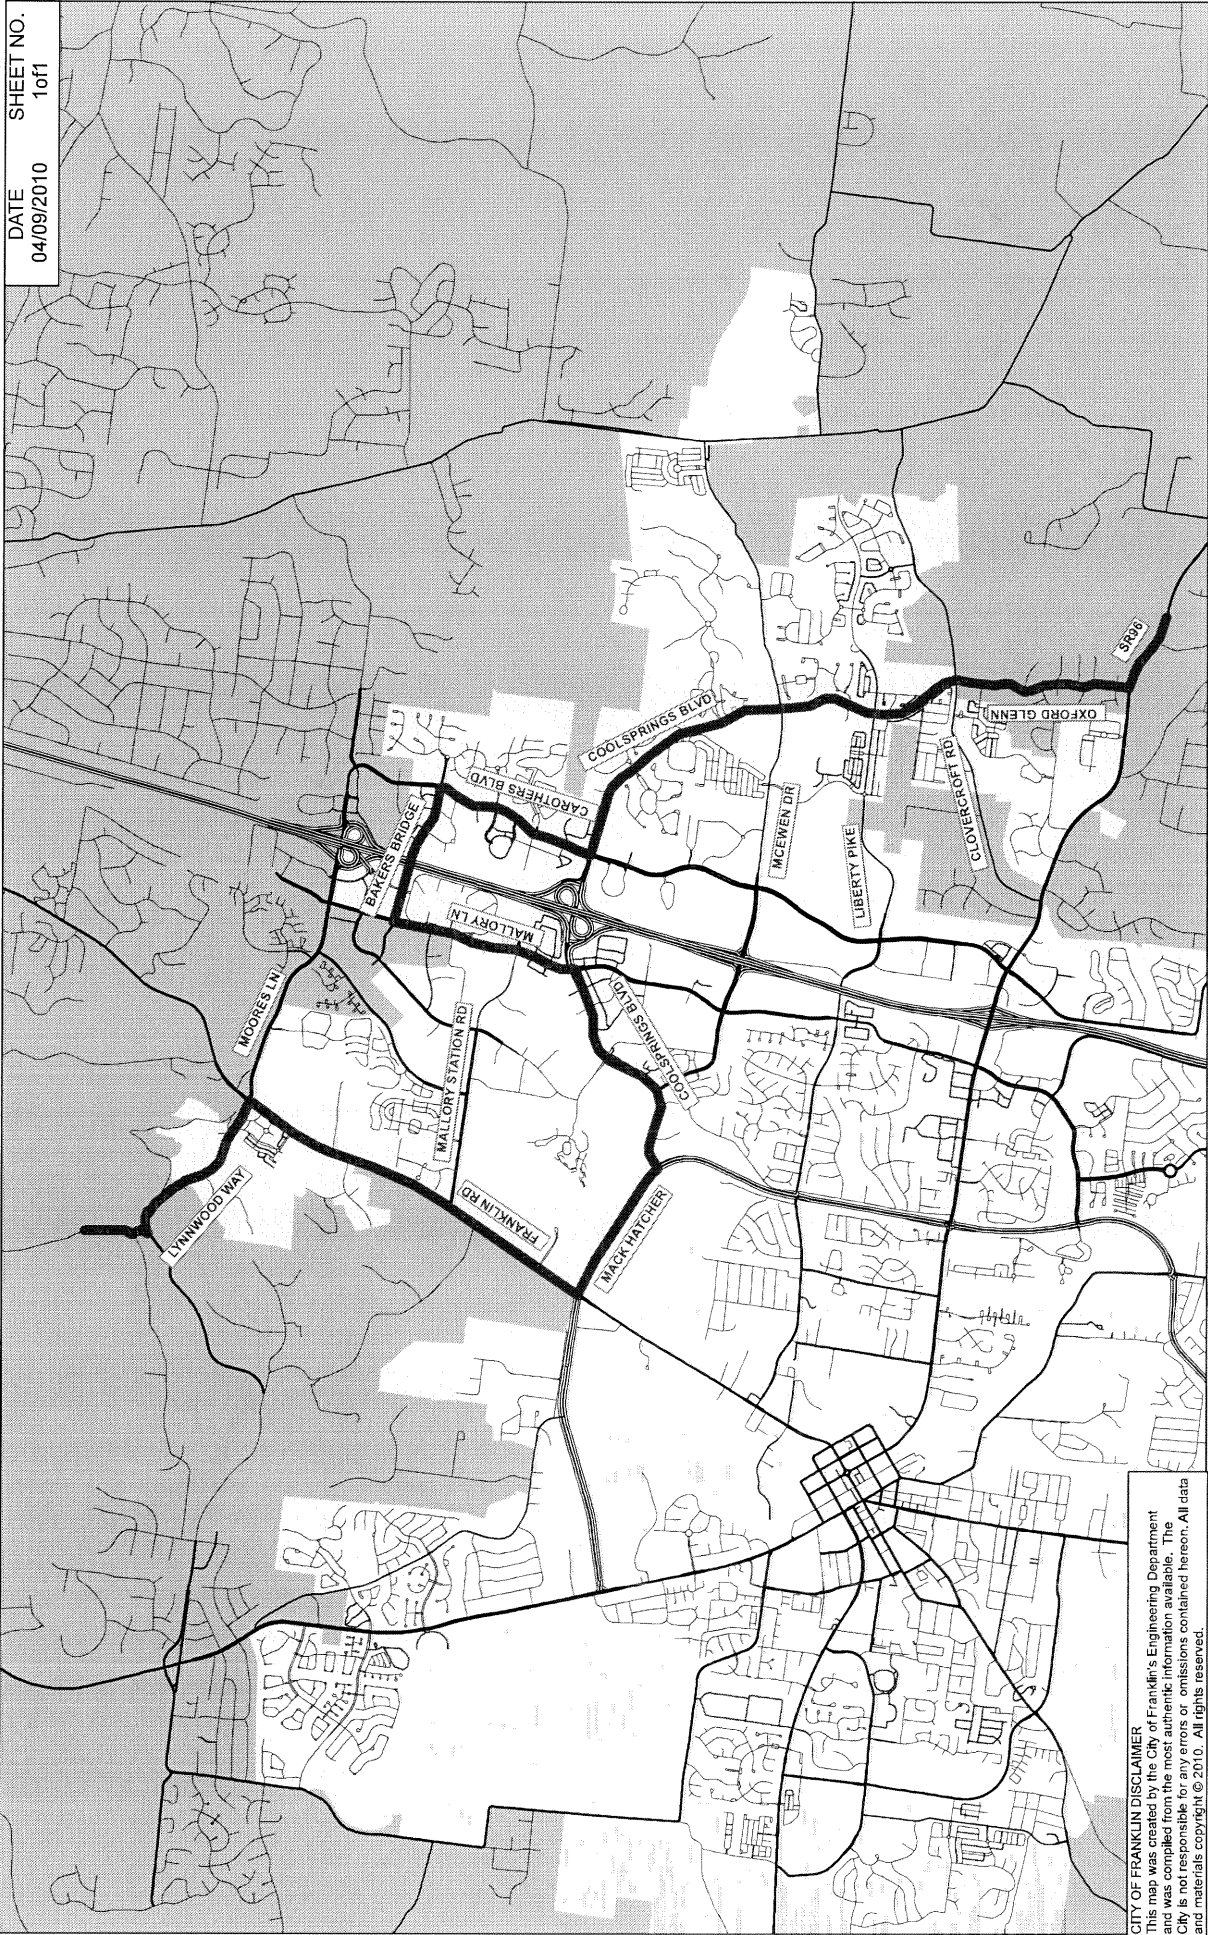 DATE SHEET NO.
04/09/2010 1of1
MOORES LN
LYNNWOOD WAY
BAKERS BRIDGE
CAROTHERS BLVD
MALLORY LN
MALLORY STATION RD
FRANKLIN RD
COOLSPRINGS BLVD
COOLSPRINGS BLVD
MACK HATCHER
MCEWEN DR
LIBERTY PIKE
CLOVERCROFT RD
OXFORD GLENN
SR96
CITY OF FRANKLIN DISCLAIMER
This map was created by the City of Franklin's Engineering Department
and was compiled from the most authentic information available. The
City is not responsible for any errors or omissions contained hereon. All data
and materials copyright © 2010. All rights reserved.